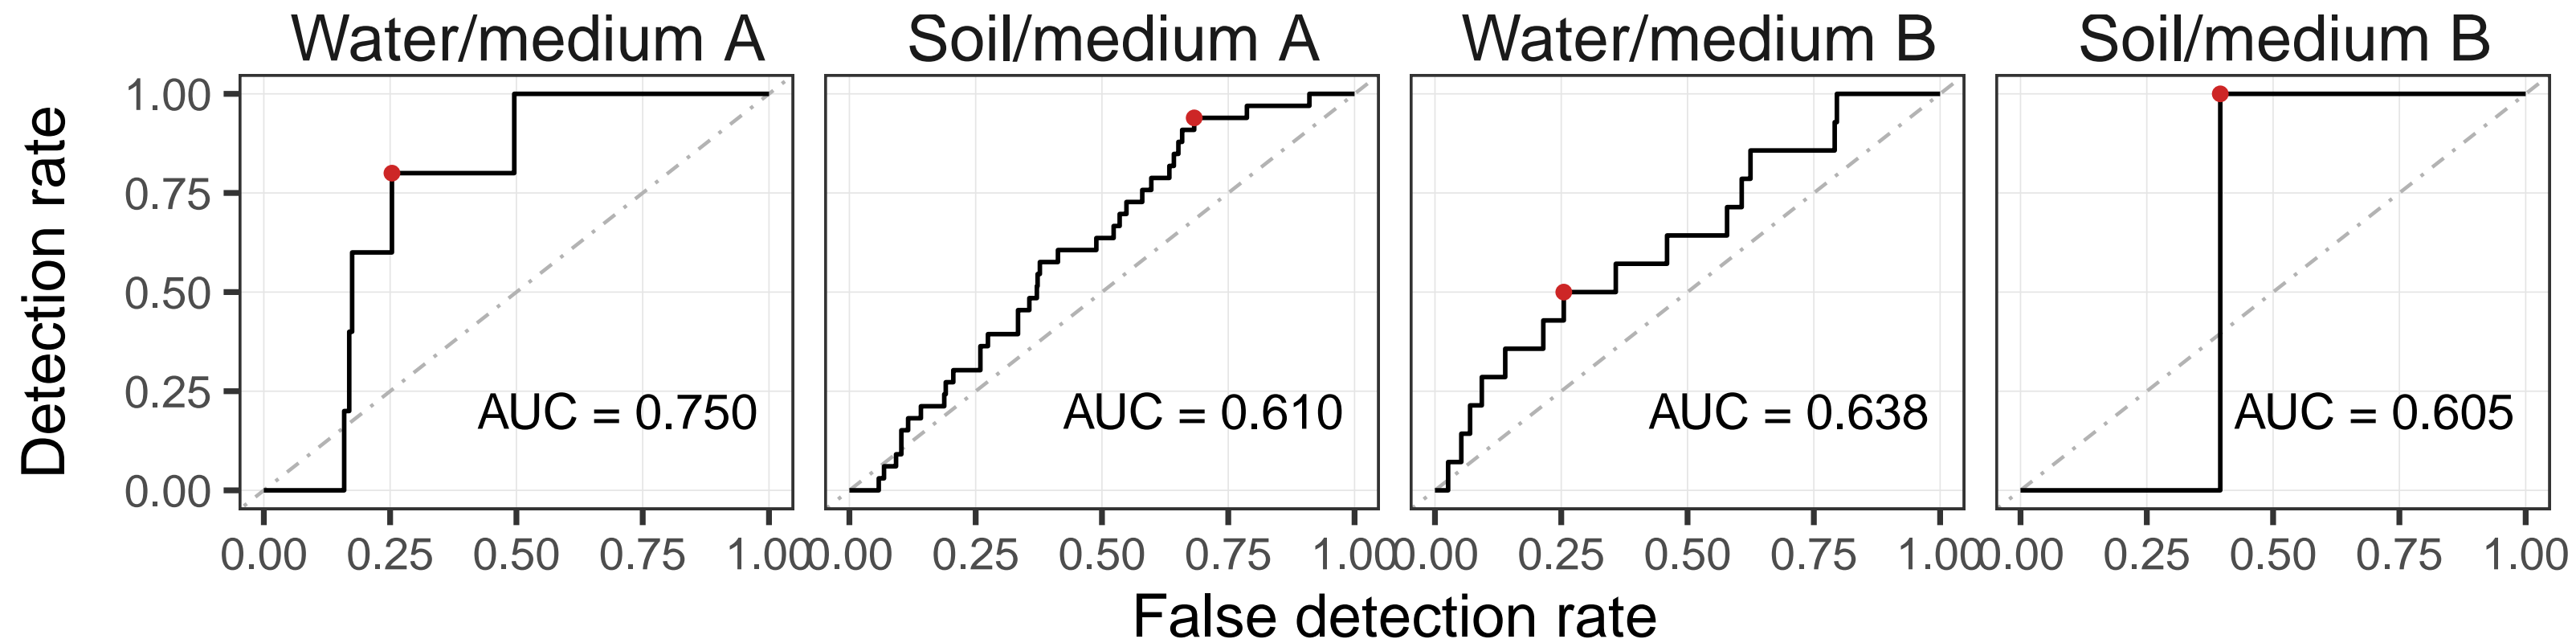 Water/medium A
Soil/medium A
Water/medium B
Soil/medium B
Detection rate
1.00
0.75
0.50
0.25
0.00
AUC = 0.750
AUC = 0.610
AUC = 0.638
AUC = 0.605
0.00 0.25 0.50 0.75 1.00
0.00 0.25 0.50 0.75 1.00
0.00 0.25 0.50 0.75 1.00
0.00 0.25 0.50 0.75 1.00
False detection rate